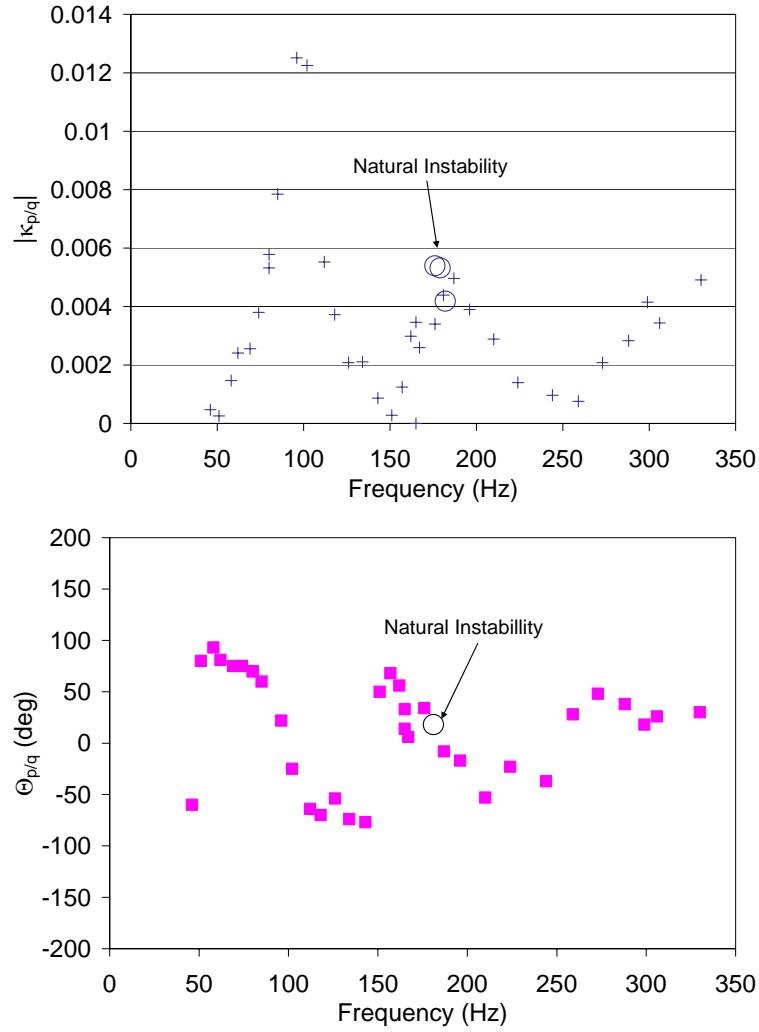 0.014
0.012
0.01
0.008
0.006
0.004
0.002
0
|κp/q|
Natural Instability
0 50 100 150 200 250 300 350
Frequency (Hz)
200
150
100
50
0
-50
-100
-150
-200
Θp/q (deg)
Natural Instabillity
0 50 100 150 200 250 300 350
Frequency (Hz)